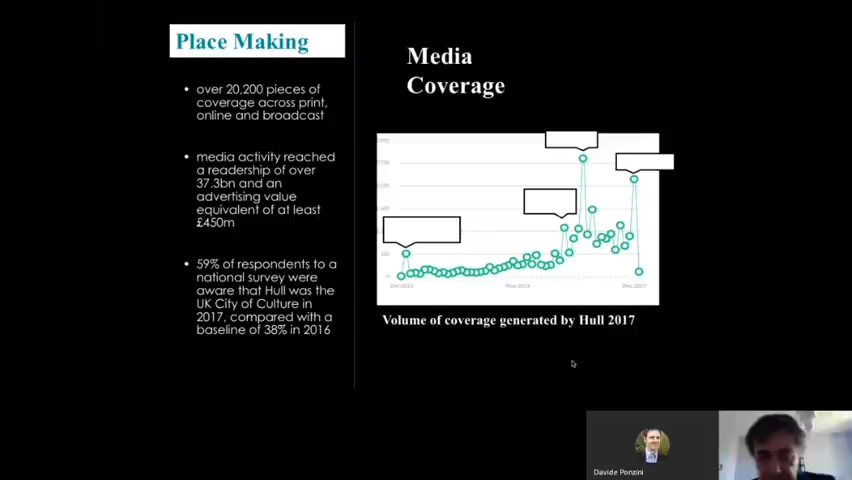 Place Making
over 20,200 pieces of
coverage across print,
online and broadcast
media activity reached
a readership of over
37.3bn and an
advertising value
equivalent of at least
£450m
59% of respondents to a
national survey were
aware that Hull was the
UK City of Culture in
2017, compared with a
baseline of 38% in 2016
Media
Coverage
Volume of coverage generated by Hull 2017
Davide Ponzini